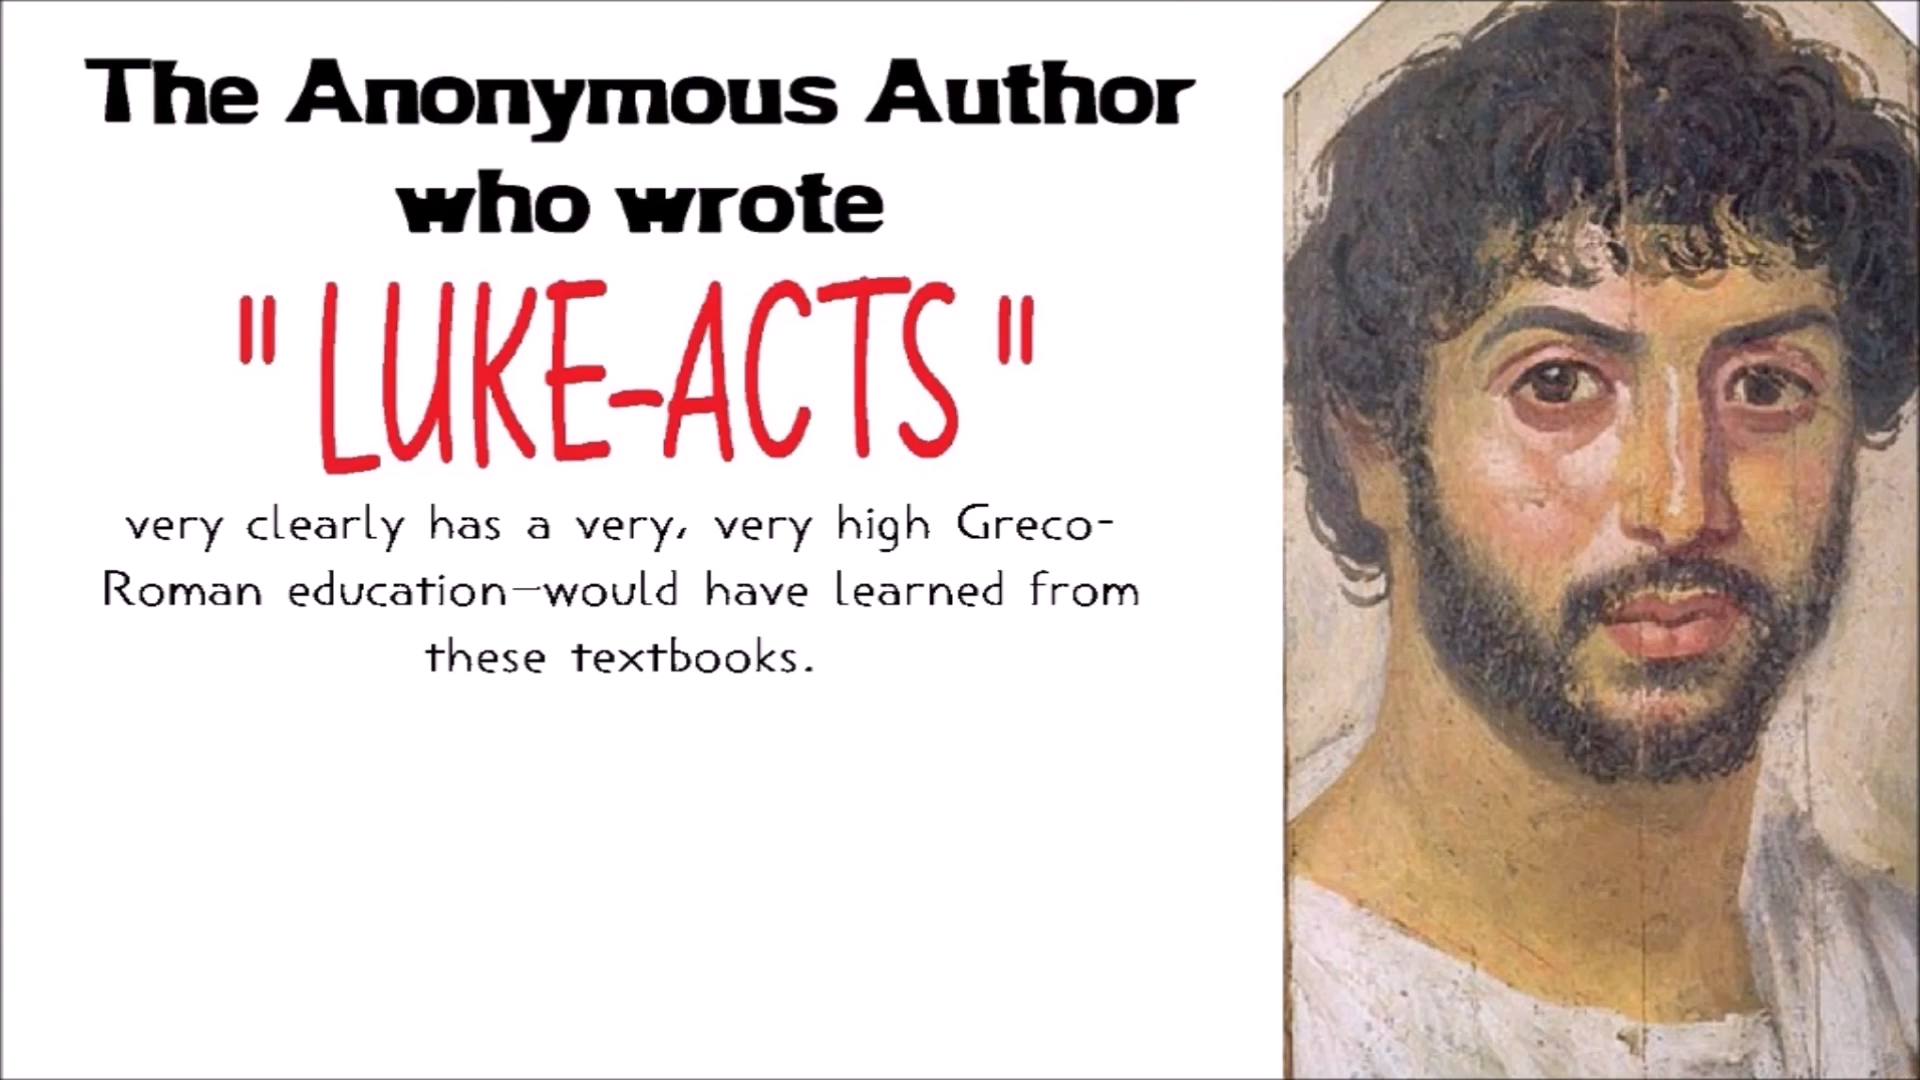 The Anonymous Author
who wrote
"LUKE-ACTS"
very clearly has a very, very high Greco-
Roman education—would have learned from
these textbooks.